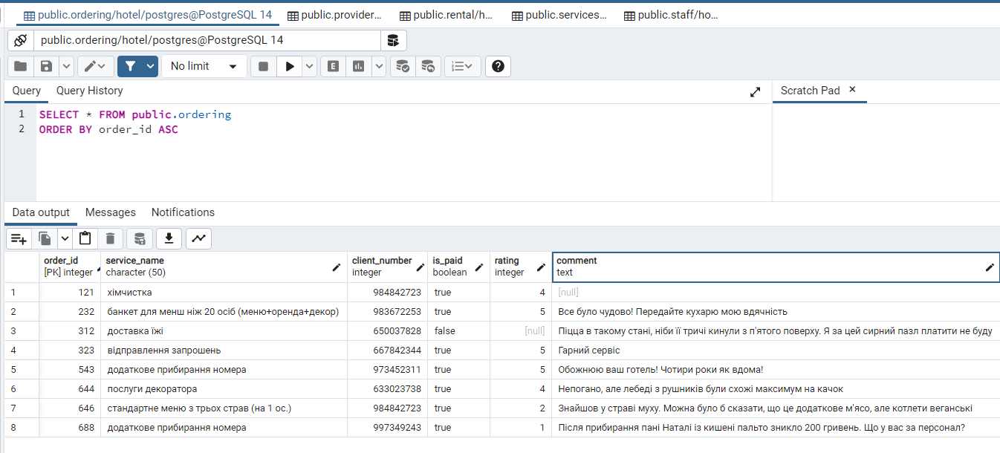 public.ordering/hotel/postgres@PostgreSQL 14 public.provider... public.rental/h... public.services... public.staff/ho...
public.ordering/hotel/postgres@PostgreSQL 14
No limit E ?
Query Query History Scratch Pad ×
1 SELECT * FROM public.ordering
2 ORDER BY order_id ASC
Data output Messages Notifications
order_id service_name client_number is_paid rating comment
[PK] integer character (50) integer boolean integer text
1 121 хімчистка 984842723 true 4 [null]
2 232 банкет для менш ніж 20 осіб (меню+оренда+декор) 983672253 true 5 Все було чудово! Передайте кухарю мою вдячність
3 312 доставка їжі 650037828 false [null] Піцца в такому стані, ніби її тричі кинули з п'ятого поверху. Я за цей сирний пазл платити не буду
4 323 відправлення запрошень 667842344 true 5 Гарний сервіс
5 543 додаткове прибирання номера 973452311 true 5 Обожнюю ваш готель! Чотири роки як вдома!
6 644 послуги декоратора 633023738 true 4 Непогано, але лебеді з рушників були схожі максимум на качок
7 646 стандартне меню з трьох страв (на 1 ос.) 984842723 true 2 Знайшов у страві муху. Можна було б сказати, що це додаткове м'ясо, але котлети веганські
8 688 додаткове прибирання номера 997349243 true 1 Після прибирання пані Наталі із кишені пальто зникло 200 гривень. Що у вас за персонал?